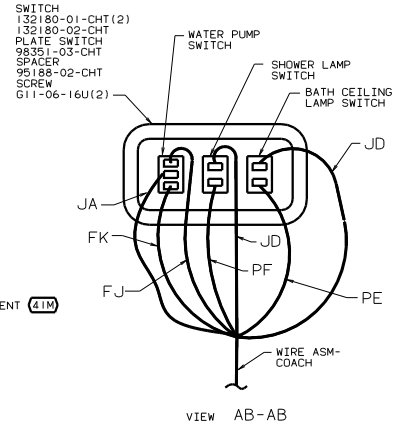 SWITCH
132180-01-CHT(2)
132180-02-CHT
PLATE SWITCH
98351-03-CHT
SPACER
95188-02-CHT
SCREW
G11-06-16U(2)
WATER PUMP
SWITCH
SHOWER LAMP
SWITCH
BATH CEILING
LAMP SWITCH
JD
JA
FK
JD
FJ
PF
PE
ENT 41M
WIRE ASM-
COACH
VIEW AB-AB